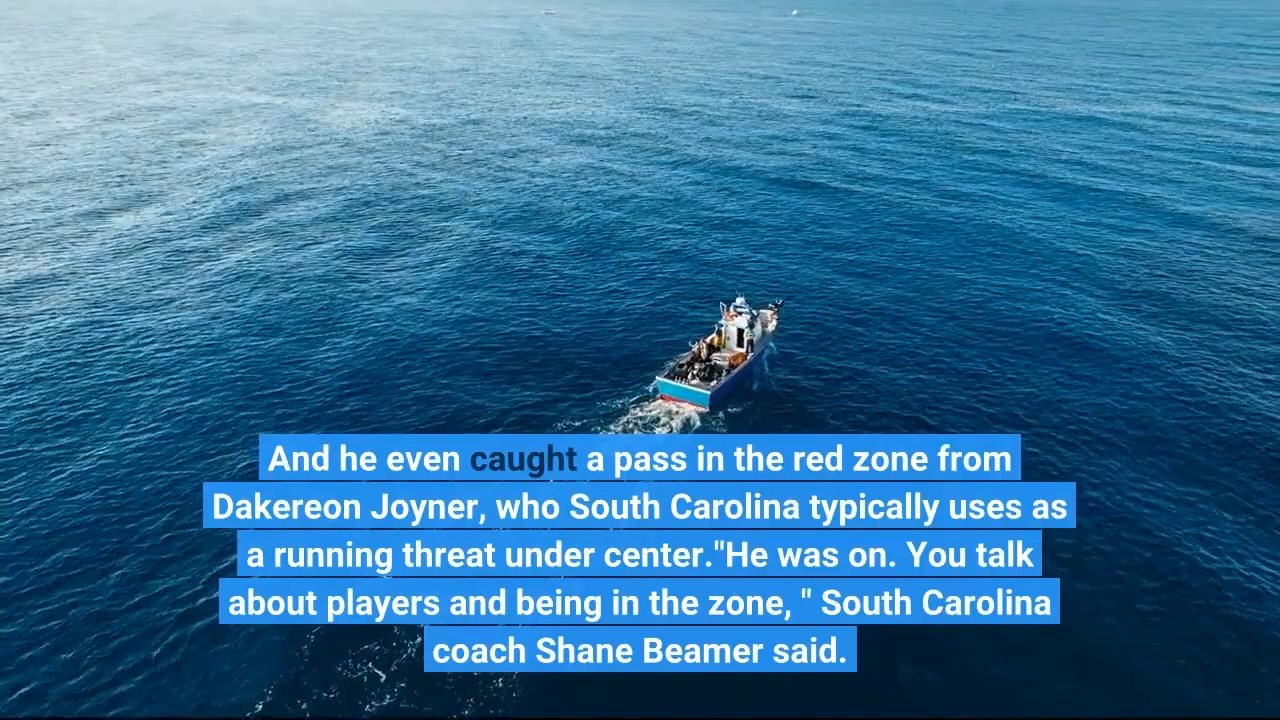 And he even caught a pass in the red zone from
Dakereon Joyner, who South Carolina typically uses as
a running threat under center."He was on. You talk
about players and being in the zone, " South Carolina
coach Shane Beamer said.